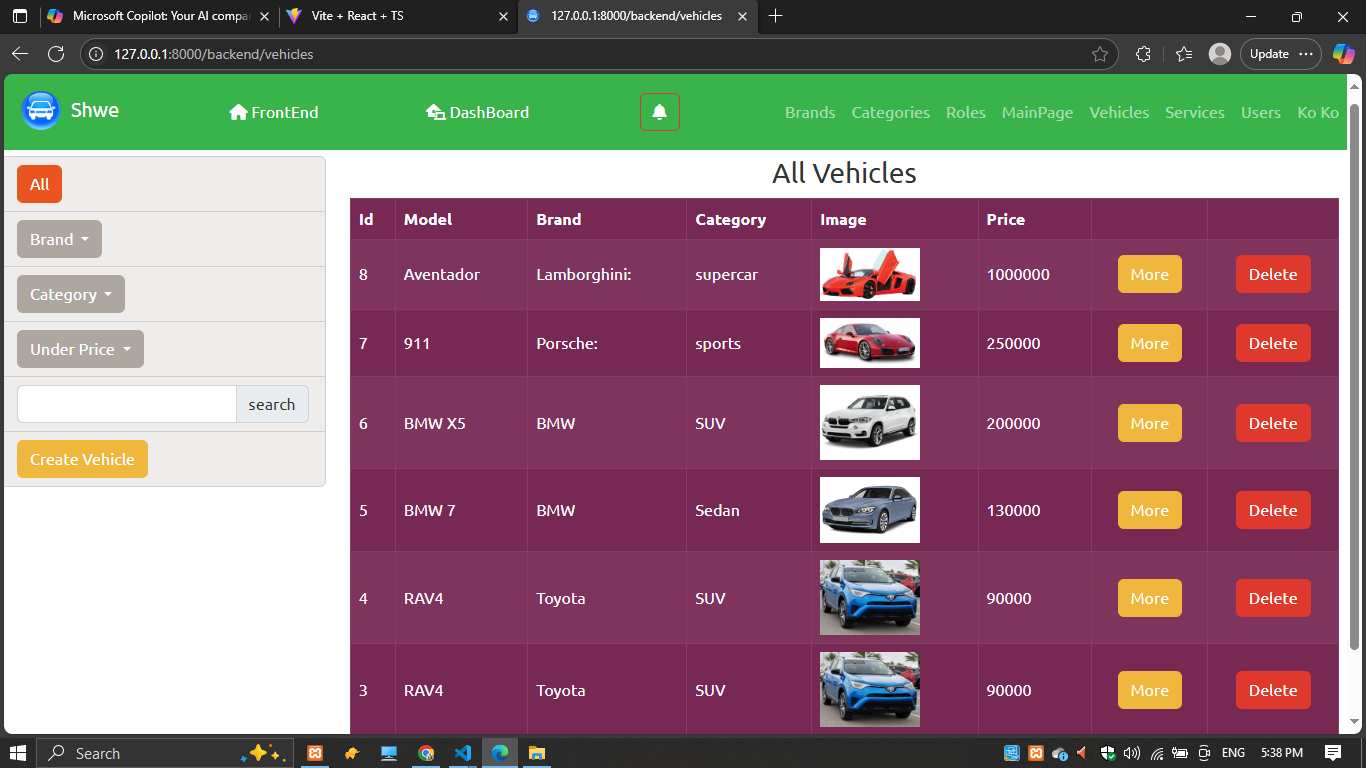 Microsoft Copilot: Your AI compa
Vite + React + TS
127.0.0.1:8000/backend/vehicles
127.0.0.1:8000/backend/vehicles
Update
Shwe
FrontEnd
DashBoard
Brands Categories Roles MainPage Vehicles Services Users Ko Ko
All
Brand
Category
Under Price
search
Create Vehicle
All Vehicles
Id Model Brand Category Image Price
8 Aventador Lamborghini: supercar 1000000 More Delete
7 911 Porsche: sports 250000 More Delete
6 BMW X5 BMW SUV 200000 More Delete
5 BMW 7 BMW Sedan 130000 More Delete
4 RAV4 Toyota SUV 90000 More Delete
3 RAV4 Toyota SUV 90000 More Delete
Search
ENG
5:38 PM